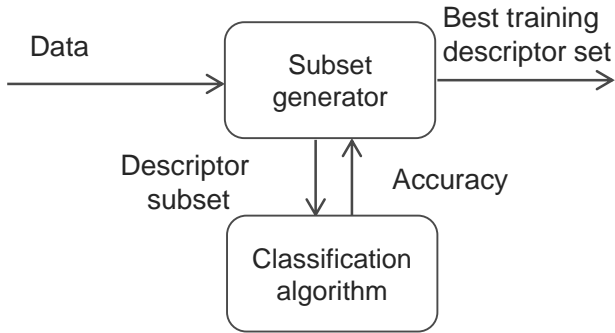 Data
Subset
generator
Best training
descriptor set
Descriptor
subset
Accuracy
Classification
algorithm